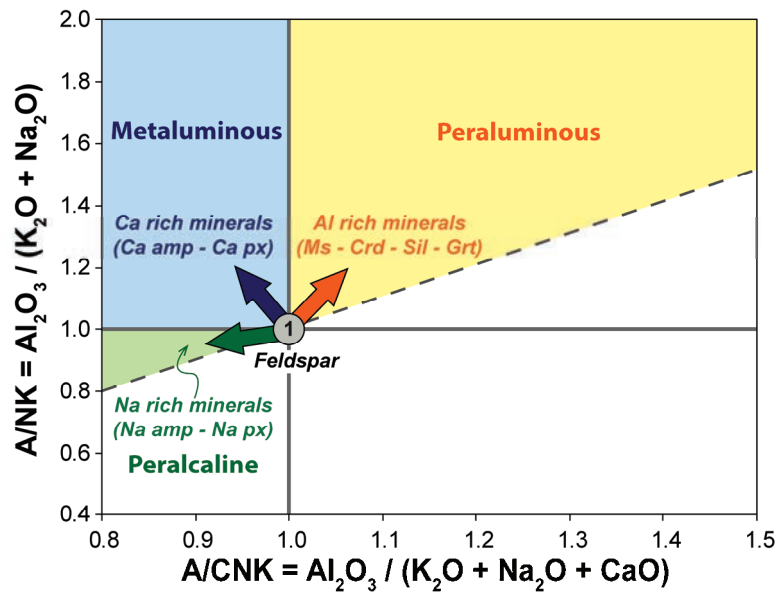 2.0
1.8
1.6
1.4
1.2
1.0
0.8
0.6
0.4
A/NK = Al₂O₃ / (K₂O + Na₂O)
Metaluminous
Peraluminous
Ca rich minerals
(Ca amp - Ca px)
Al rich minerals
(Ms - Crd - Sil - Grt)
1
Feldspar
Na rich minerals
(Na amp - Na px)
Peralcaline
0.8 0.9 1.0 1.1 1.2 1.3 1.4 1.5
A/CNK = Al₂O₃ / (K₂O + Na₂O + CaO)